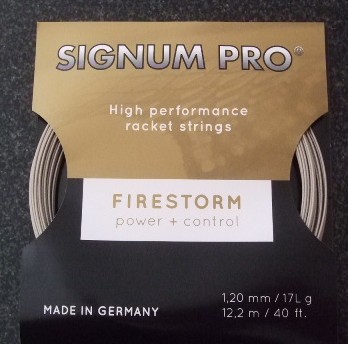 SIGNUM PRO®
High performance
racket strings
FIRESTORM
power + control
MADE IN GERMANY
1,20 mm / 17L g
12,2 m / 40 ft.